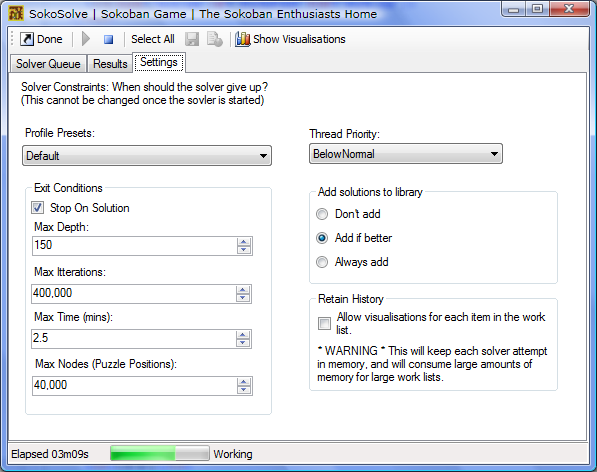 SokoSolve | Sokoban Game | The Sokoban Enthusiasts Home
Done Select All Show Visualisations
Solver Queue Results Settings
Solver Constraints: When should the solver give up?
(This cannot be changed once the sovler is started)
Profile Presets:
Default
Thread Priority:
BelowNormal
Exit Conditions
Stop On Solution
Max Depth:
150
Max Itterations:
400,000
Max Time (mins):
2.5
Max Nodes (Puzzle Positions):
40,000
Add solutions to library
Don't add
Add if better
Always add
Retain History
Allow visualisations for each item in the work
list.
* WARNING * This will keep each solver attempt
in memory, and will consume large amounts of
memory for large work lists.
Elapsed 03m09s Working